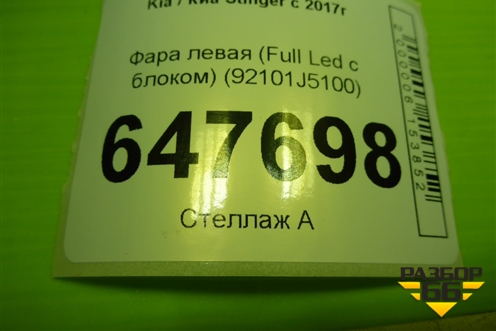 Kia / Киа Stinger с 2017г
Фара левая (Full Led с
блоком) (92101J5100)
647698
Стеллаж А
2000006153852
РАЗБОР
66